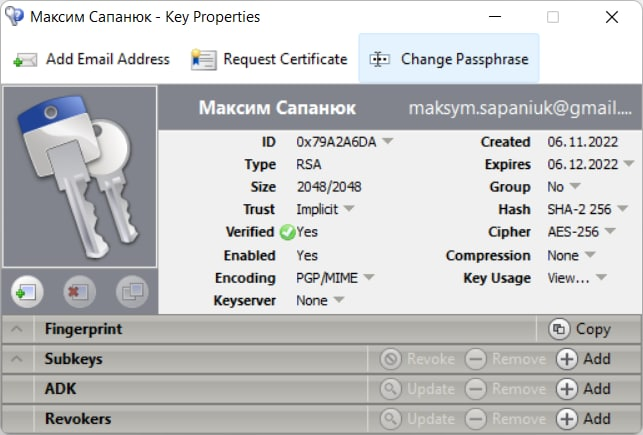 Максим Сапанюк - Key Properties
Add Email Address Request Certificate Change Passphrase
Максим Сапанюк maksym.sapaniuk@gmail....
ID 0x79A2A6DA Created 06.11.2022
Type RSA Expires 06.12.2022
Size 2048/2048 Group No
Trust Implicit Hash SHA-2 256
Verified Yes Cipher AES-256
Enabled Yes Compression None
Encoding PGP/MIME Key Usage View...
Keyserver None
Fingerprint Copy
Subkeys Revoke Remove Add
ADK Update Remove Add
Revokers Update Remove Add